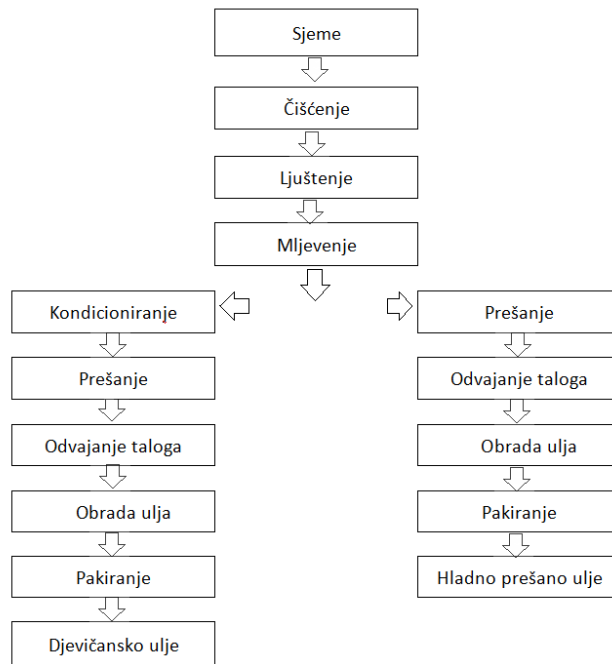 Sjeme
Čišćenje
Ljuštenje
Mljevenje
Kondicioniranje
Prešanje
Odvajanje taloga
Obrada ulja
Pakiranje
Djevičansko ulje
Prešanje
Odvajanje taloga
Obrada ulja
Pakiranje
Hladno prešano ulje